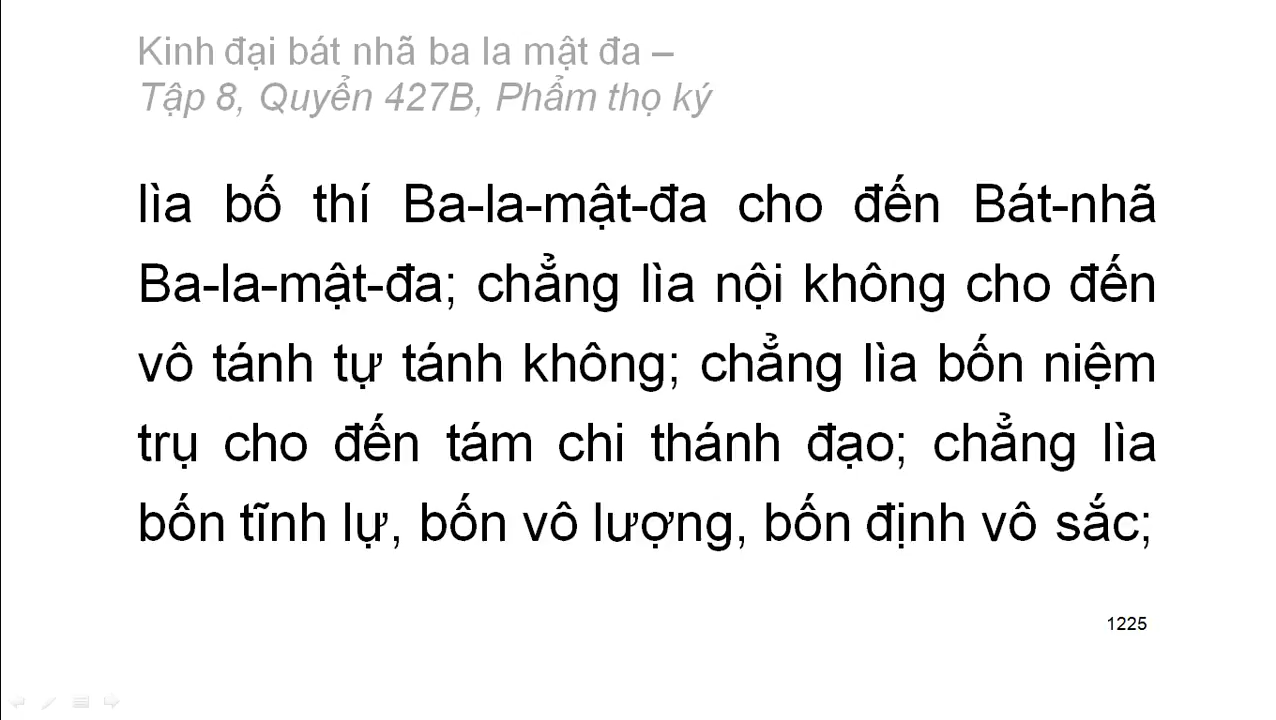 Kinh đại bát nhã ba la mật đa –
Tập 8, Quyển 427B, Phẩm thọ ký
lìa bố thí Ba-la-mật-đa cho đến Bát-nhã
Ba-la-mật-đa; chẳng lìa nội không cho đến
vô tánh tự tánh không; chẳng lìa bốn niệm
trụ cho đến tám chi thánh đạo; chẳng lìa
bốn tĩnh lự, bốn vô lượng, bốn định vô sắc;
1225